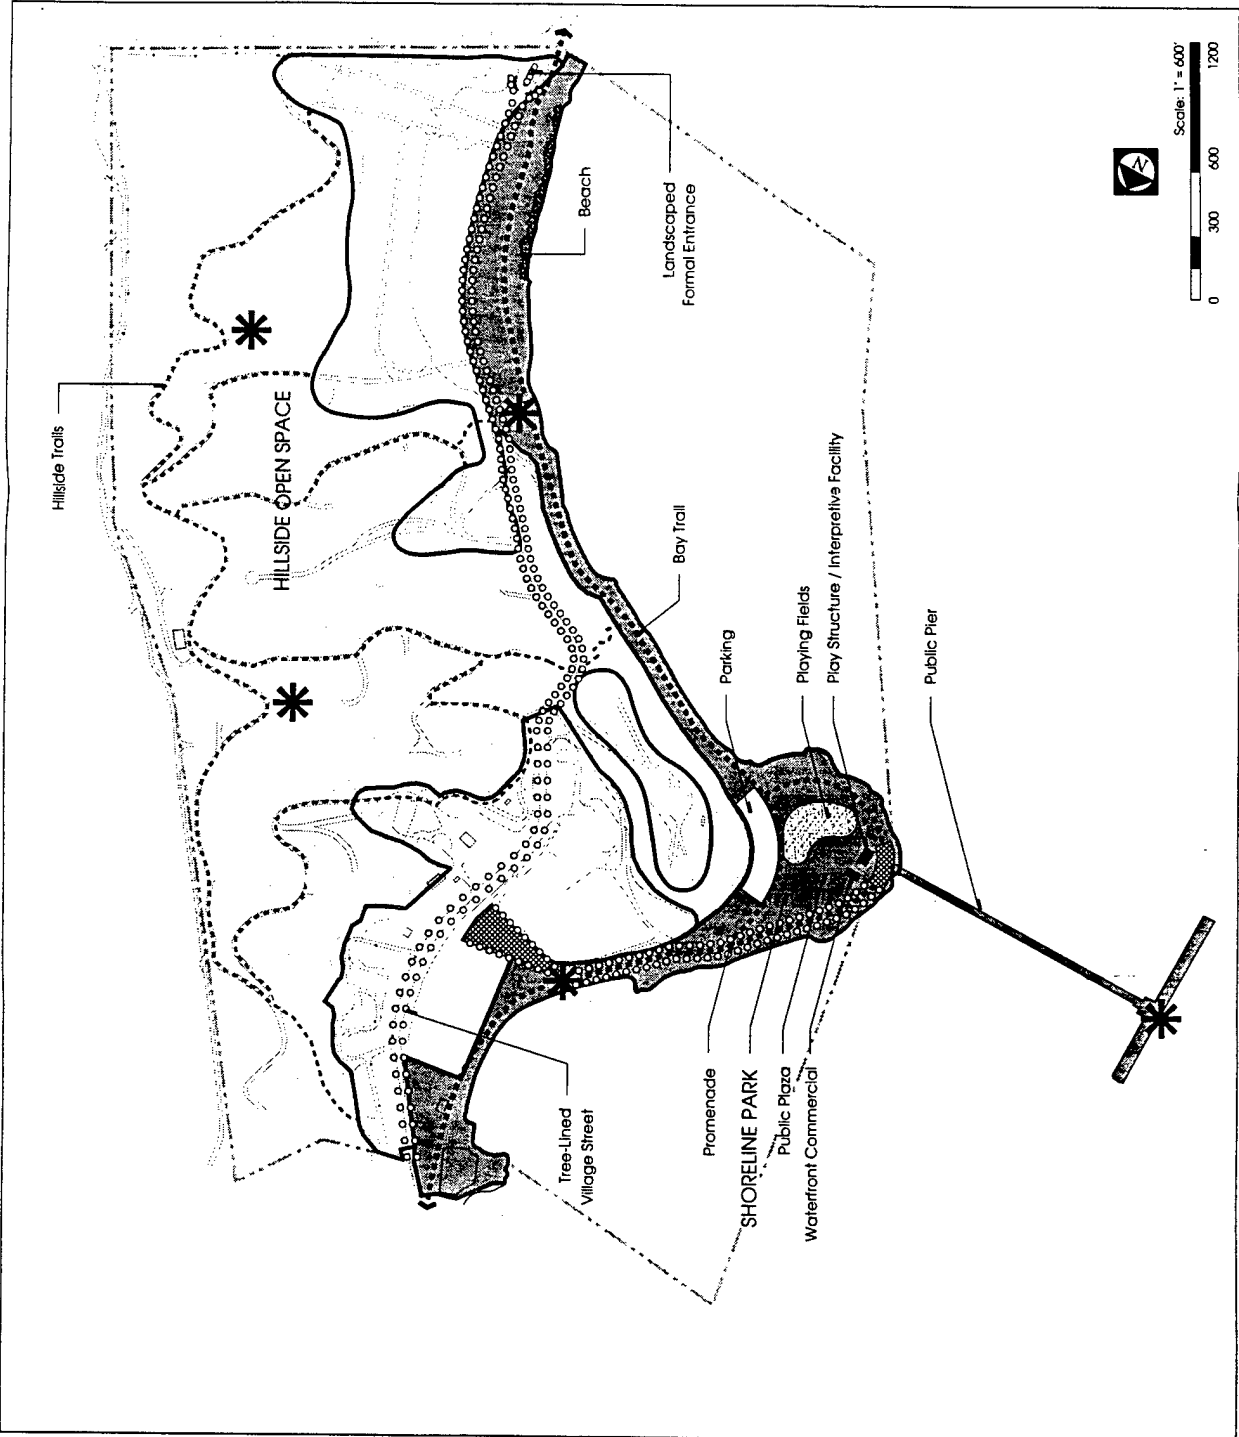 Hillside Trails
HILLSIDE OPEN SPACE
Beach
Landscaped
Formal Entrance
Bay Trail
Parking
Playing Fields
Play Structure / Interpretive Facility
Public Pier
Tree-Lined
Village Street
Promenade
SHORELINE PARK
Public Plaza
Waterfront Commercial
N
Scale: 1" = 600'
0
300
600
1200